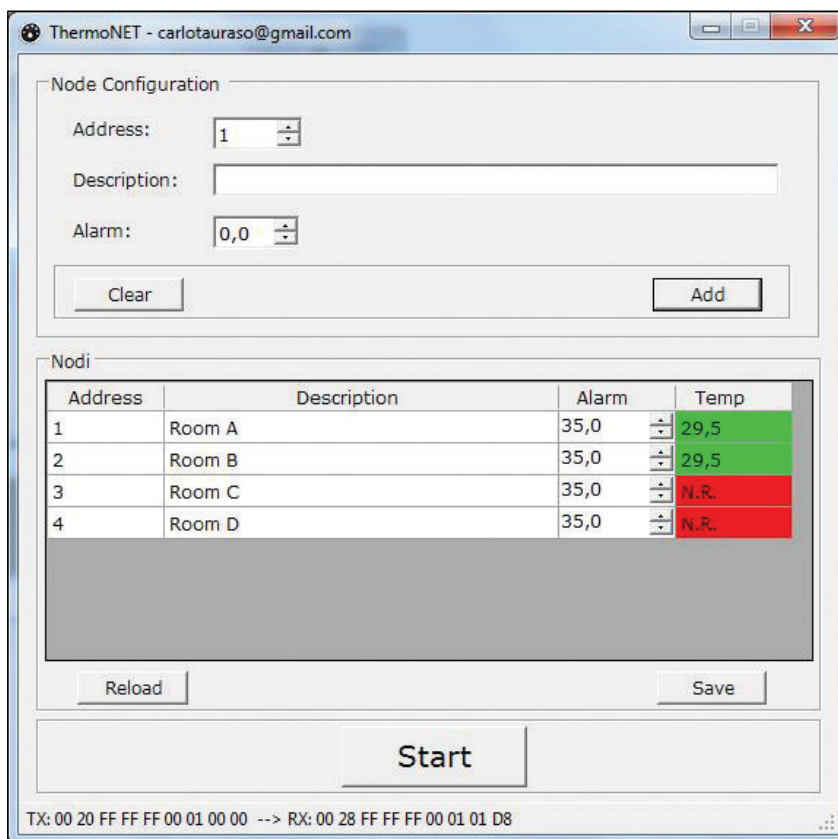 ThermoNET - carlotauraso@gmail.com
Node Configuration
Address: 1
Description:
Alarm: 0,0
Clear Add
Nodi
Address Description Alarm Temp
1 Room A 35,0 29,5
2 Room B 35,0 29,5
3 Room C 35,0 N.R.
4 Room D 35,0 N.R.
Reload Save
Start
TX: 00 20 FF FF FF 00 01 00 00 --> RX: 00 28 FF FF FF 00 01 01 D8